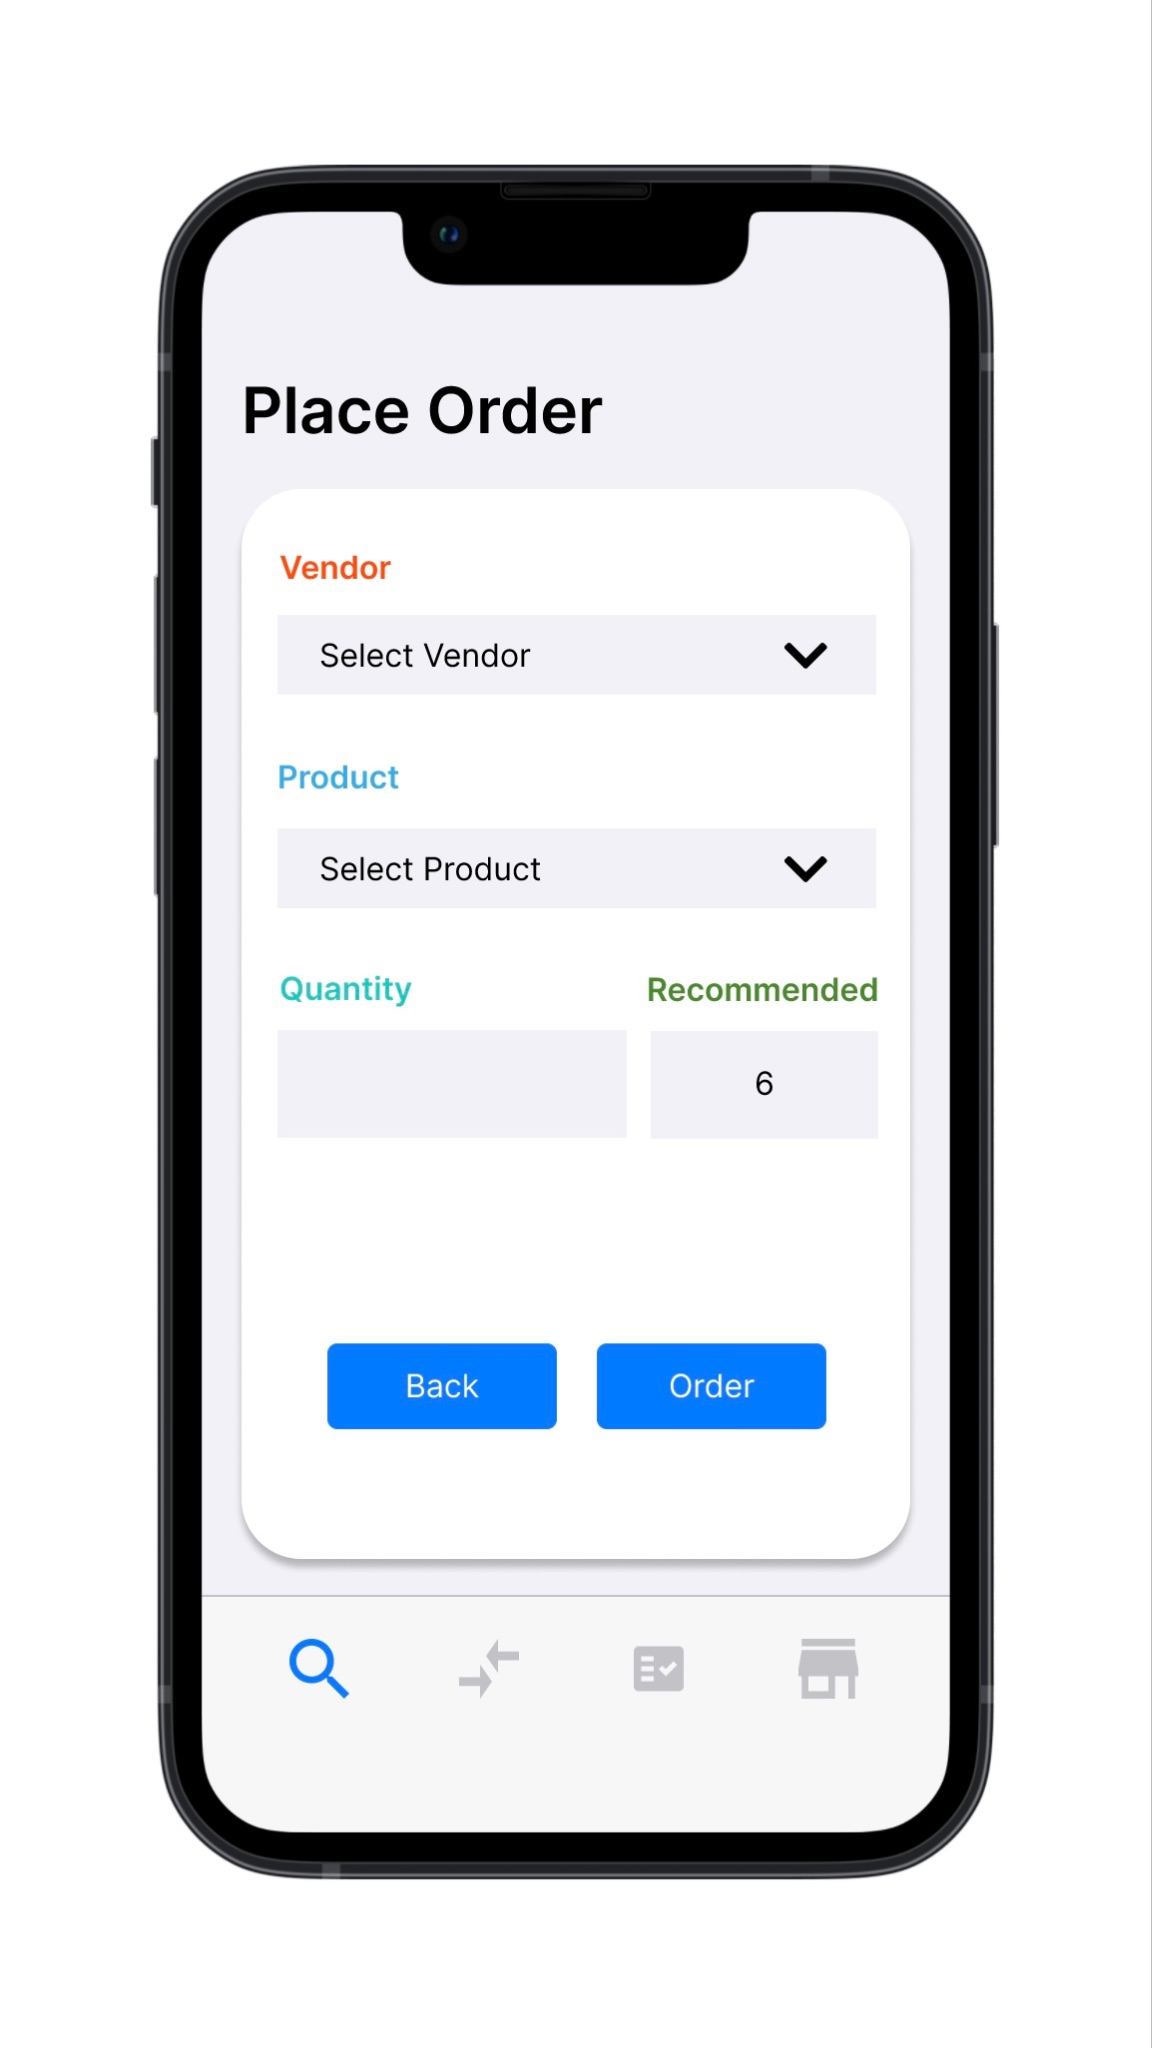 Place Order
Vendor
Select Vendor
Product
Select Product
Quantity Recommended
6
Back Order